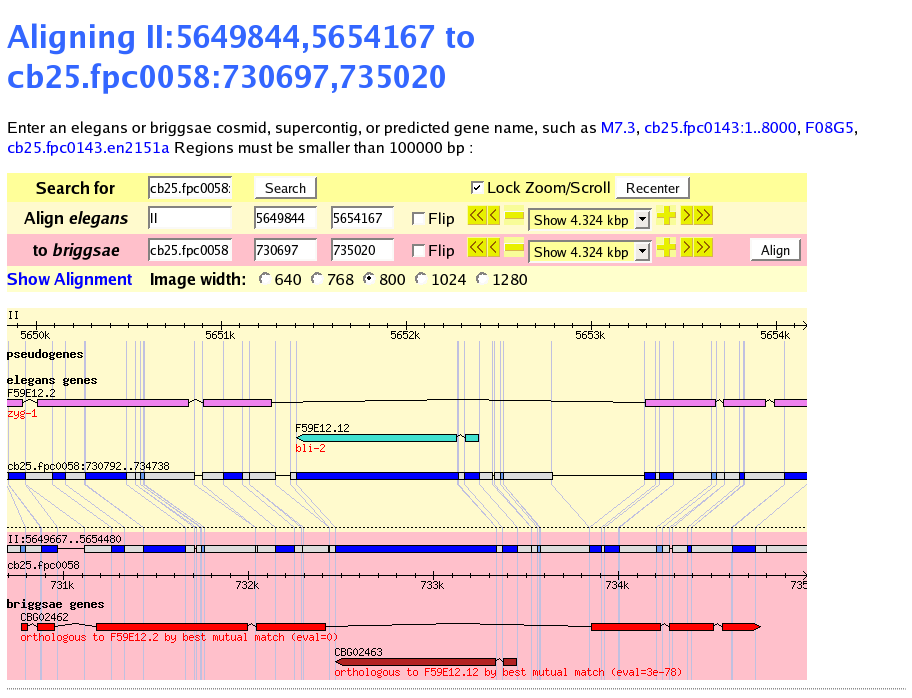 Aligning II:5649844,5654167 to
cb25.fpc0058:730697,735020
Enter an elegans or briggsae cosmid, supercontig, or predicted gene name, such as M7.3, cb25.fpc0143:1..8000, F08G5,
cb25.fpc0143.en2151a Regions must be smaller than 100000 bp :
Search for cb25.fpc0058: Search Lock Zoom/Scroll Recenter
Align elegans II 5649844 5654167 Flip Show 4.324 kbp
to briggsae cb25.fpc0058 730697 735020 Flip Show 4.324 kbp Align
Show Alignment Image width: 640 768 800 1024 1280
II
5650k 5651k 5652k 5653k 5654k
pseudogenes
elegans genes
F59E12.2
zyg-1
F59E12.12
bli-2
cb25.fpc0058:730792..734738
II:5649667..5654480
cb25.fpc0058
731k 732k 733k 734k 735
briggsae genes
CBG02462
orthologous to F59E12.2 by best mutual match (eval=0)
CBG02463
orthologous to F59E12.12 by best mutual match (eval=3e-78)